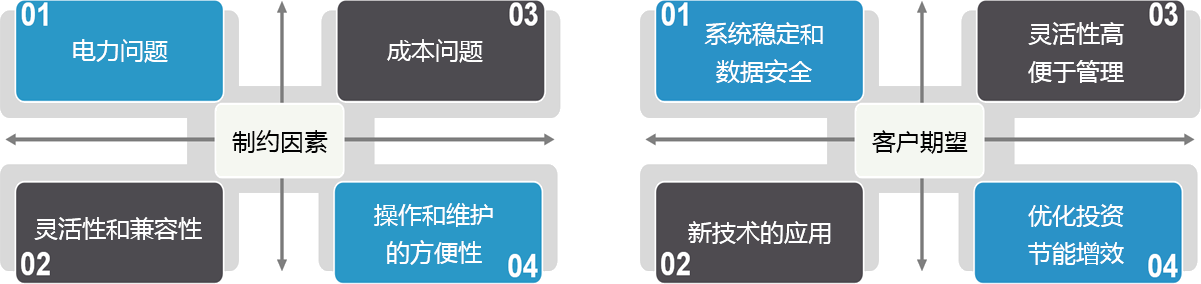 01
电力问题
03
成本问题
制约因素
灵活性和兼容性
02
操作和维护
的方便性
04
01
系统稳定和
数据安全
03
灵活性高
便于管理
客户期望
新技术的应用
02
优化投资
节能增效
04